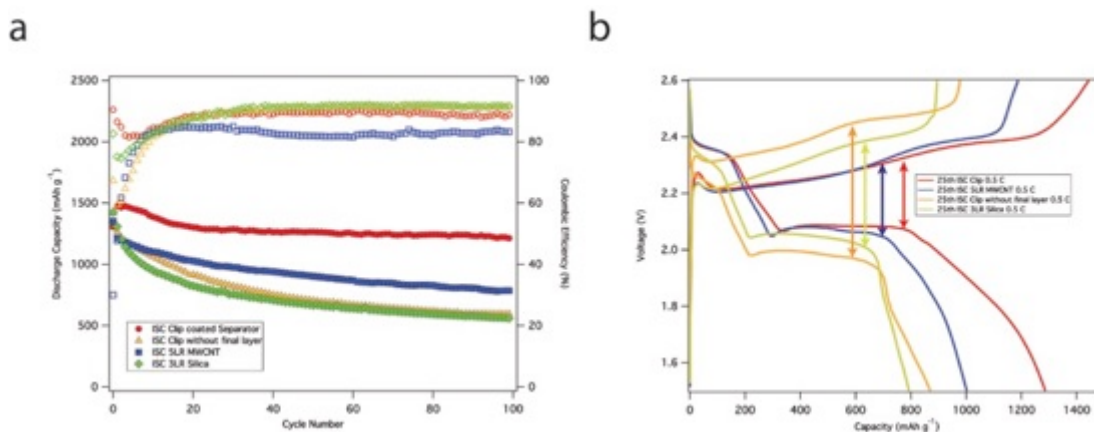 a
b
2500
2000
1500
1000
500
0
Discharge Capacity (mAh g⁻¹)
100
80
60
40
20
0
Coulombic Efficiency (%)
ISC Clip coated Separator
ISC Clip without final layer
ISC 5LR MWCNT
ISC 3LR Silica
0 20 40 60 80 100
Cycle Number
2.6
2.4
2.2
2.0
1.8
1.6
Voltage (V)
25th ISC Clip 0.5 C
25th ISC 5LR MWCNT 0.5 C
25th ISC Clip without final layer 0.5 C
25th ISC 3LR Silica 0.5 C
0 200 400 600 800 1000 1200 1400
Capacity (mAh g⁻¹)